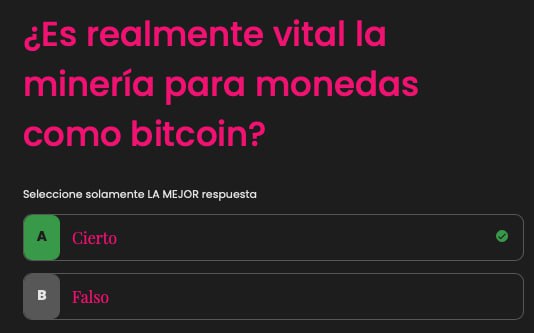 ¿Es realmente vital la
minería para monedas
como bitcoin?
Seleccione solamente LA MEJOR respuesta
A Cierto
B Falso